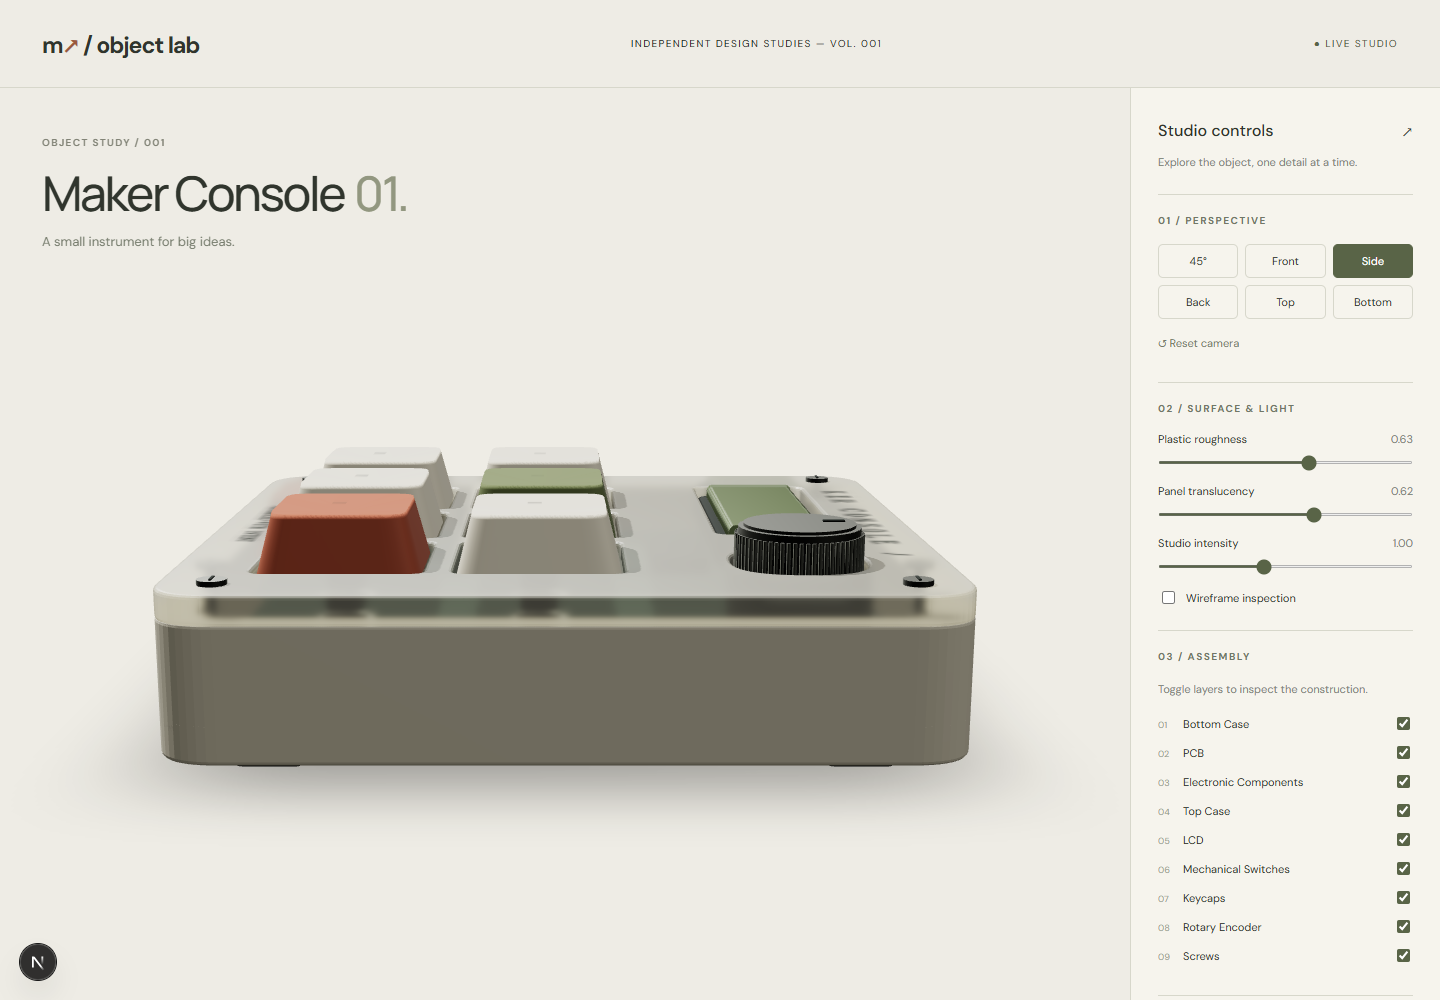 m↗ / object lab
INDEPENDENT DESIGN STUDIES — VOL. 001
● LIVE STUDIO
OBJECT STUDY / 001
Maker Console 01.
A small instrument for big ideas.
Studio controls ↗
Explore the object, one detail at a time.
01 / PERSPECTIVE
45° Front Side
Back Top Bottom
↺ Reset camera
02 / SURFACE & LIGHT
Plastic roughness 0.63
Panel translucency 0.62
Studio intensity 1.00
Wireframe inspection
03 / ASSEMBLY
Toggle layers to inspect the construction.
01 Bottom Case
02 PCB
03 Electronic Components
04 Top Case
05 LCD
06 Mechanical Switches
07 Keycaps
08 Rotary Encoder
09 Screws
N